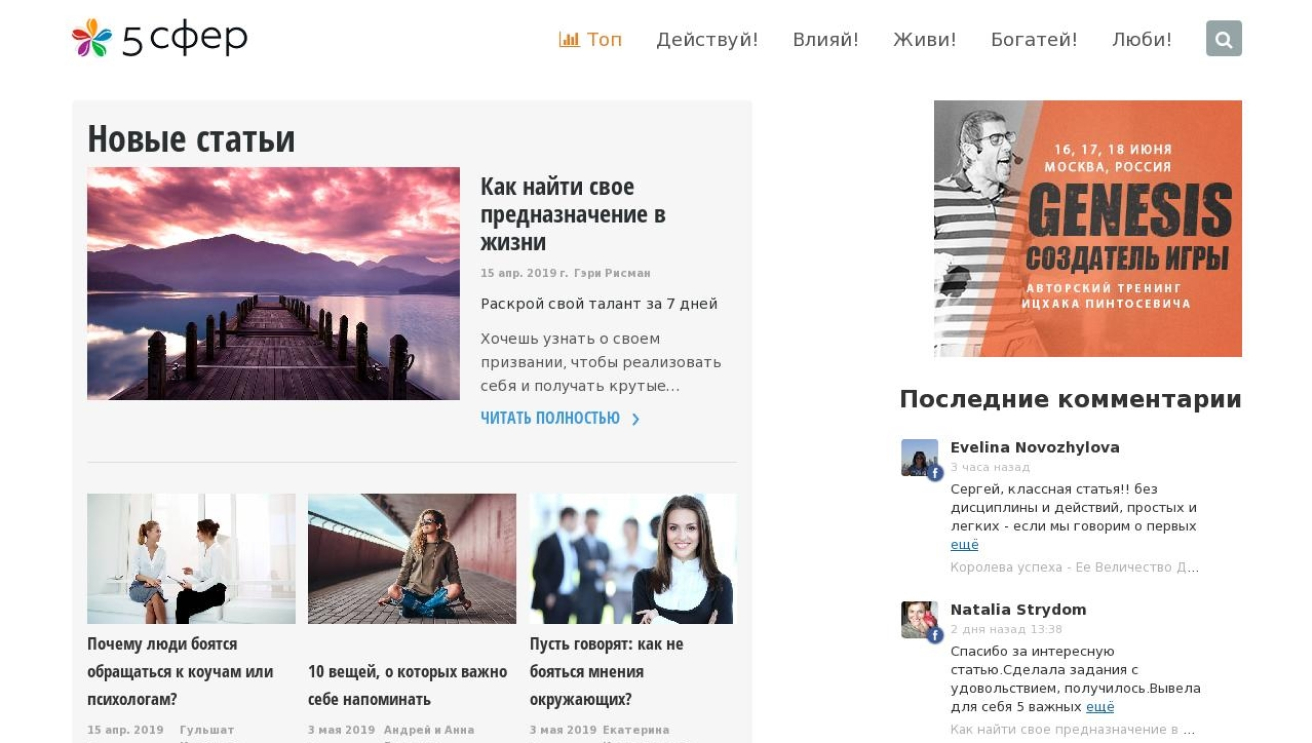 5 сфер
Топ
Действуй!
Влияй!
Живи!
Богатей!
Люби!
Новые статьи
Как найти свое
предназначение в
жизни
15 апр. 2019 г. Гэри Рисман
Раскрой свой талант за 7 дней
Хочешь узнать о своем
призвании, чтобы реализовать
себя и получать крутые...
ЧИТАТЬ ПОЛНОСТЬЮ
Почему люди боятся
обращаться к коучам или
психологам?
15 апр. 2019 Гульшат
10 вещей, о которых важно
себе напоминать
3 мая 2019 Андрей и Анна
Пусть говорят: как не
бояться мнения
окружающих?
3 мая 2019 Екатерина
16, 17, 18 ИЮНЯ
МОСКВА, РОССИЯ
GENESIS
СОЗДАТЕЛЬ ИГРЫ
АВТОРСКИЙ ТРЕНИНГ
ИЦХАКА ПИНТОСЕВИЧА
Последние комментарии
Evelina Novozhylova
3 часа назад
Сергей, классная статья!! без
дисциплины и действий, простых и
легких - если мы говорим о первых
ещё
Королева успеха - Ее Величество Д...
Natalia Strydom
2 дня назад 13:38
Спасибо за интересную
статью.Сделала задания с
удовольствием, получилось.Вывела
для себя 5 важных ещё
Как найти свое предназначение в ...